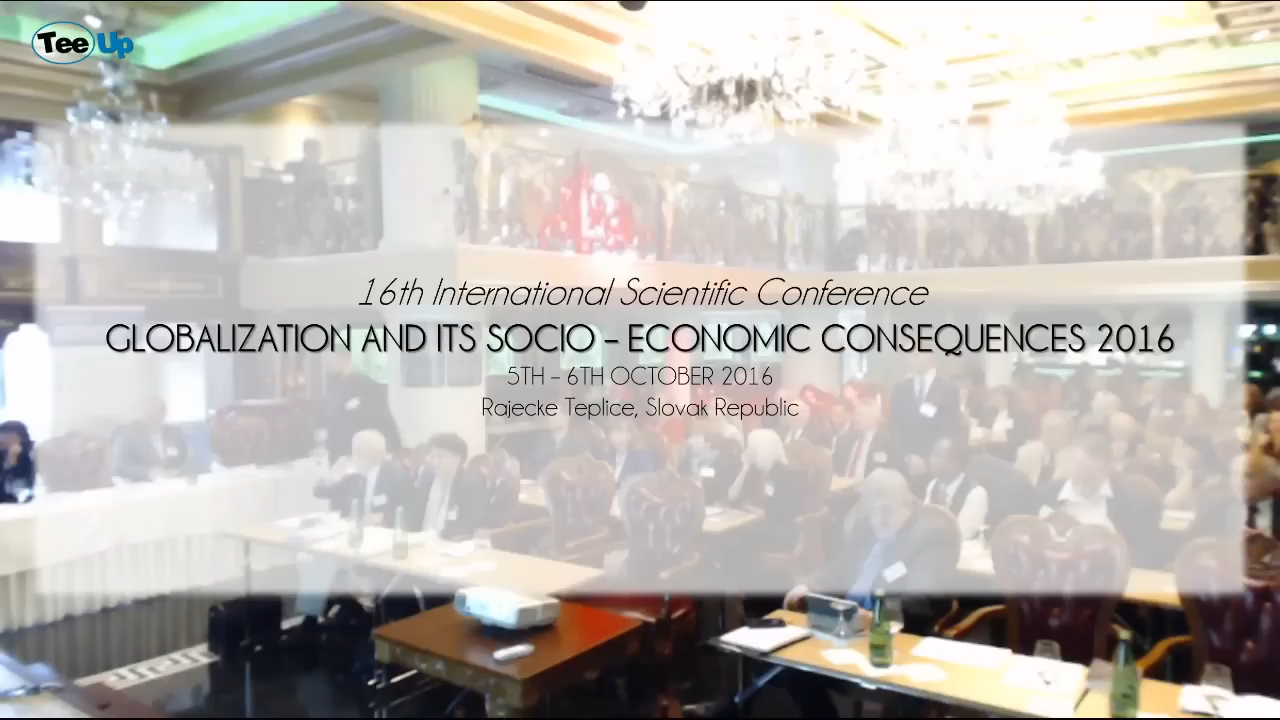 Tee Up
16th International Scientific Conference
GLOBALIZATION AND ITS SOCIO – ECONOMIC CONSEQUENCES 2016
5TH – 6TH OCTOBER 2016
Rajecke Teplice, Slovak Republic